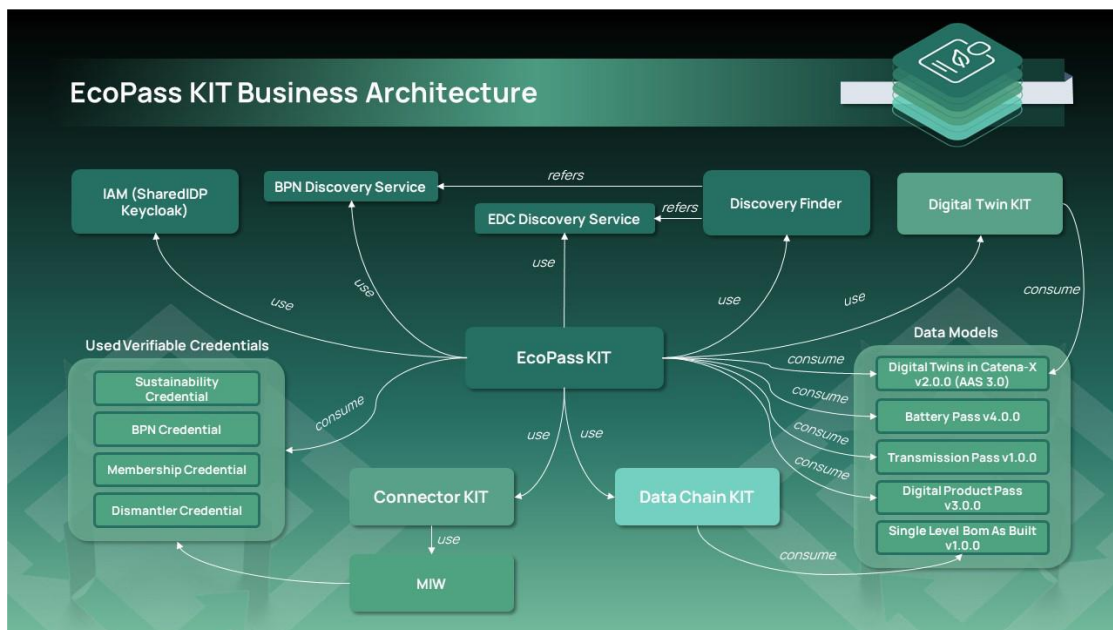 EcoPass KIT Business Architecture
IAM (SharedIDP
Keycloak)
BPN Discovery Service
refers
EDC Discovery Service
refers
Discovery Finder
Digital Twin KIT
use
use
use
use
use
consume
EcoPass KIT
Used Verifiable Credentials
Sustainability
Credential
BPN Credential
Membership Credential
Dismantler Credential
consume
Data Models
consume
Digital Twins in Catena-X
v2.0.0 (AAS 3.0)
consume
Battery Pass v4.0.0
consume
Transmission Pass v1.0.0
consume
Digital Product Pass
v3.0.0
Single Level Bom As Built
v1.0.0
use
use
Connector KIT
Data Chain KIT
use
consume
MIW